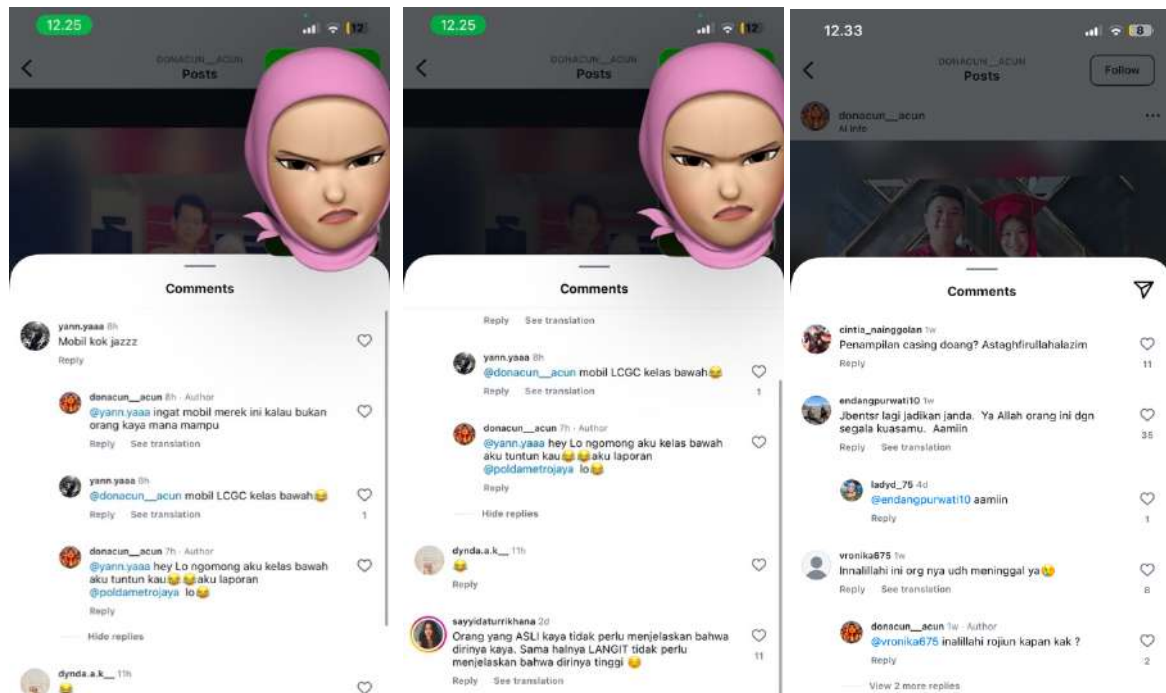 12.25
12
DONACUN__ACUN
Posts
Comments
yann.yaaa 8h
Mobil kok jazzz
Reply
donacun__acun 8h · Author
@yann.yaaa ingat mobil merek ini kalau bukan
orang kaya mana mampu
Reply See translation
yann.yaaa 8h
@donacun__acun mobil LCGC kelas bawah😂
Reply See translation
1
donacun__acun 7h · Author
@yann.yaaa hey Lo ngomong aku kelas bawah
aku tuntun kau😂😂aku laporan
@poldametrojaya lo😂
Reply
Hide replies
dynda.a.k__ 11h
😂
12.25
12
DONACUN__ACUN
Posts
Comments
Reply See translation
yann.yaaa 8h
@donacun__acun mobil LCGC kelas bawah😂
Reply See translation
1
donacun__acun 7h · Author
@yann.yaaa hey Lo ngomong aku kelas bawah
aku tuntun kau😂😂aku laporan
@poldametrojaya lo😂
Reply
Hide replies
dynda.a.k__ 11h
😂
Reply
sayyidaturrikhana 2d
Orang yang ASLI kaya tidak perlu menjelaskan bahwa
dirinya kaya. Sama halnya LANGIT tidak perlu
menjelaskan bahwa dirinya tinggi 😊
11
Reply See translation
12.33
8
DONACUN__ACUN
Posts
Follow
donacun__acun
AI info
Comments
cintia_nainggolan 1w
Penampilan casing doang? Astaghfirullahalazim
Reply
11
endangpurwati10 1w
Jbentsr lagi jadikan janda. Ya Allah orang ini dgn
segala kuasamu. Aamiin
Reply See translation
35
ladyd_75 4d
@endangpurwati10 aamiin
Reply
1
vronika675 1w
Innalillahi ini org nya udh meninggal ya😢
Reply See translation
8
donacun__acun 1w · Author
@vronika675 inalillahi rojiun kapan kak ?
Reply
2
View 2 more replies